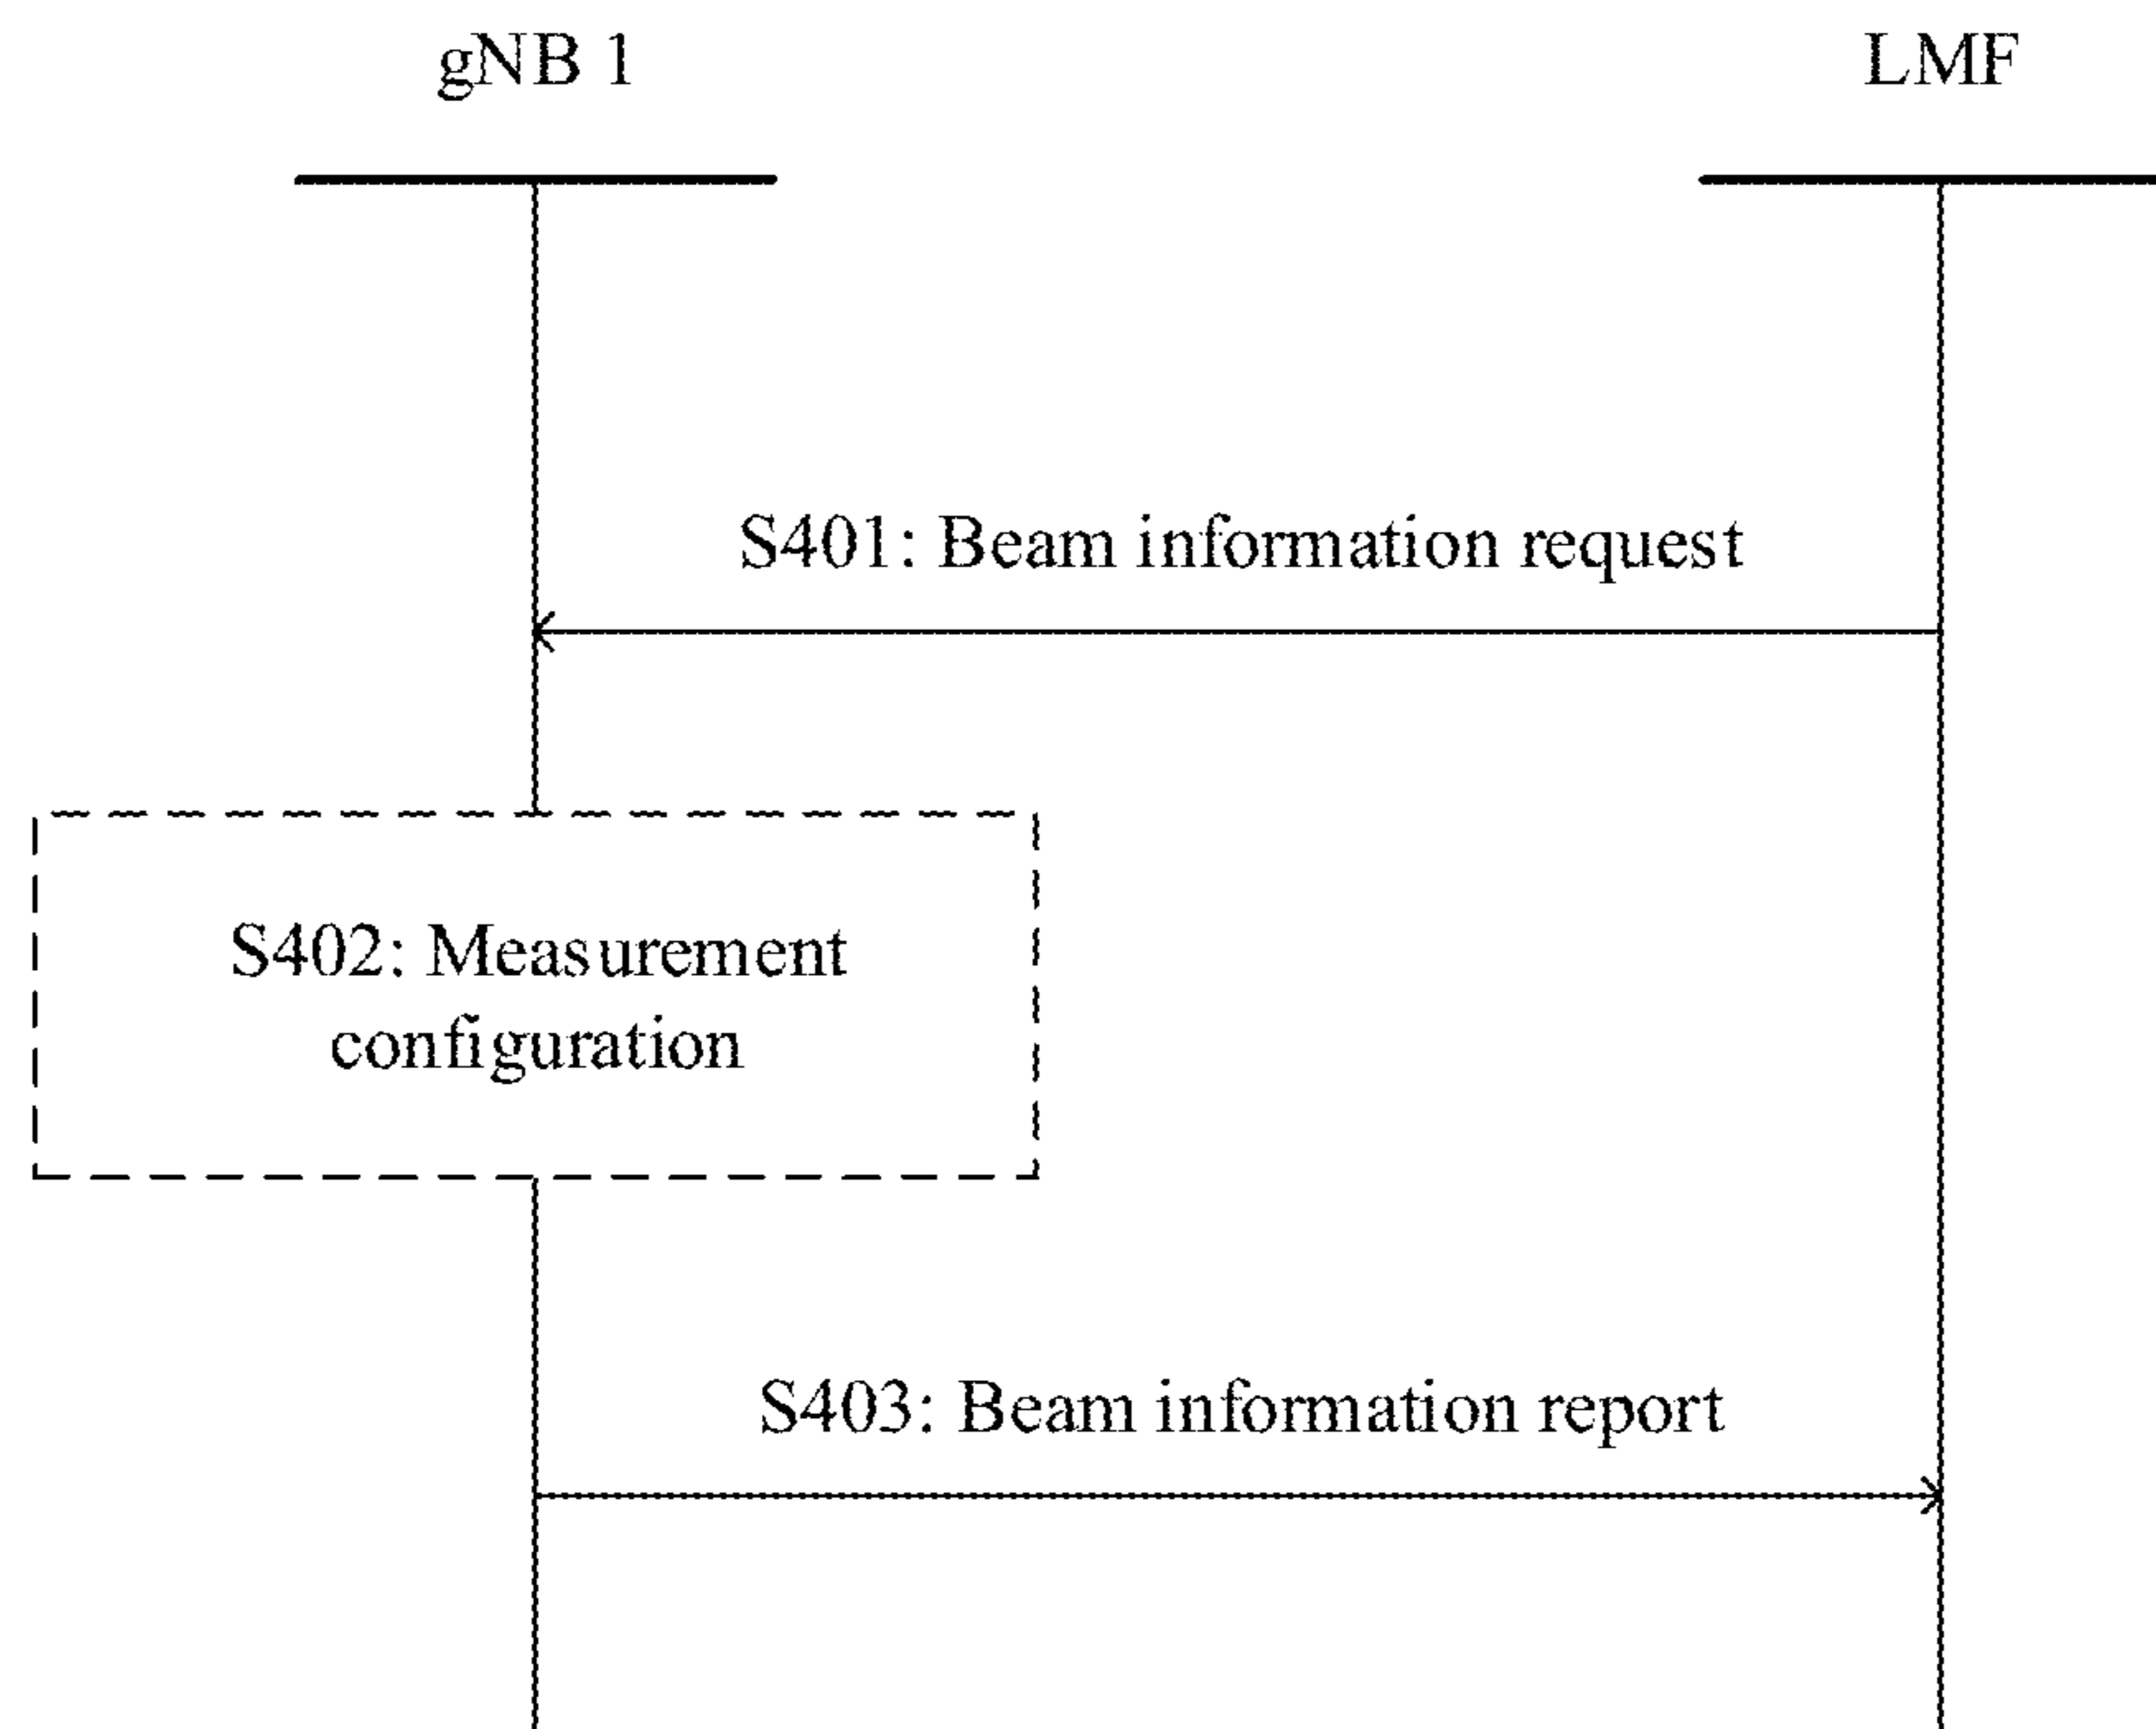 gNB 1
LMF
S401: Beam information request
S402: Measurement
configuration
S403: Beam information report